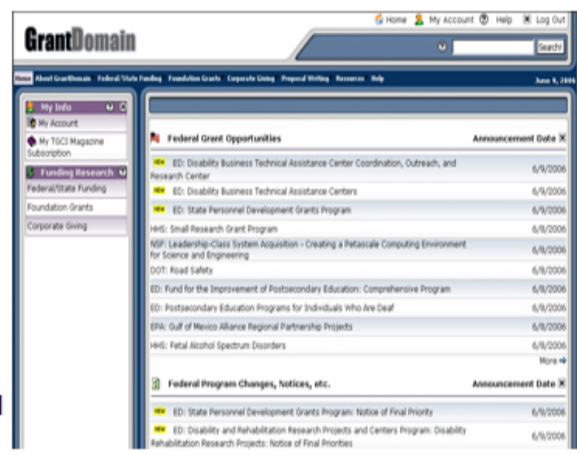 Home My Account Help Log Out
GrantDomain
Search!
Home About GrantDomain Federal/State Funding Foundation Grants Corporate Giving Proposal Writing Resources Help June 9, 2006
My Info
My Account
My TGCI Magazine
Subscription
Funding Research
Federal/State Funding
Foundation Grants
Corporate Giving
Federal Grant Opportunities Announcement Date
NEW ED: Disability Business Technical Assistance Center Coordination, Outreach, and
Research Center 6/9/2006
NEW ED: Disability Business Technical Assistance Centers 6/9/2006
NEW ED: State Personnel Development Grants Program 6/9/2006
HHS: Small Research Grant Program 6/9/2006
NSF: Leadership-Class System Acquisition - Creating a Petascale Computing Environment
for Science and Engineering 6/9/2006
DOT: Road Safety 6/9/2006
ED: Fund for the Improvement of Postsecondary Education: Comprehensive Program 6/8/2006
ED: Postsecondary Education Programs for Individuals Who Are Deaf 6/8/2006
EPA: Gulf of Mexico Alliance Regional Partnership Projects 6/8/2006
HHS: Fetal Alcohol Spectrum Disorders 6/8/2006
More
Federal Program Changes, Notices, etc. Announcement Date
NEW ED: State Personnel Development Grants Program: Notice of Final Priority 6/9/2006
NEW ED: Disability and Rehabilitation Research Projects and Centers Program: Disability
Rehabilitation Research Projects: Notice of Final Priorities 6/9/2006